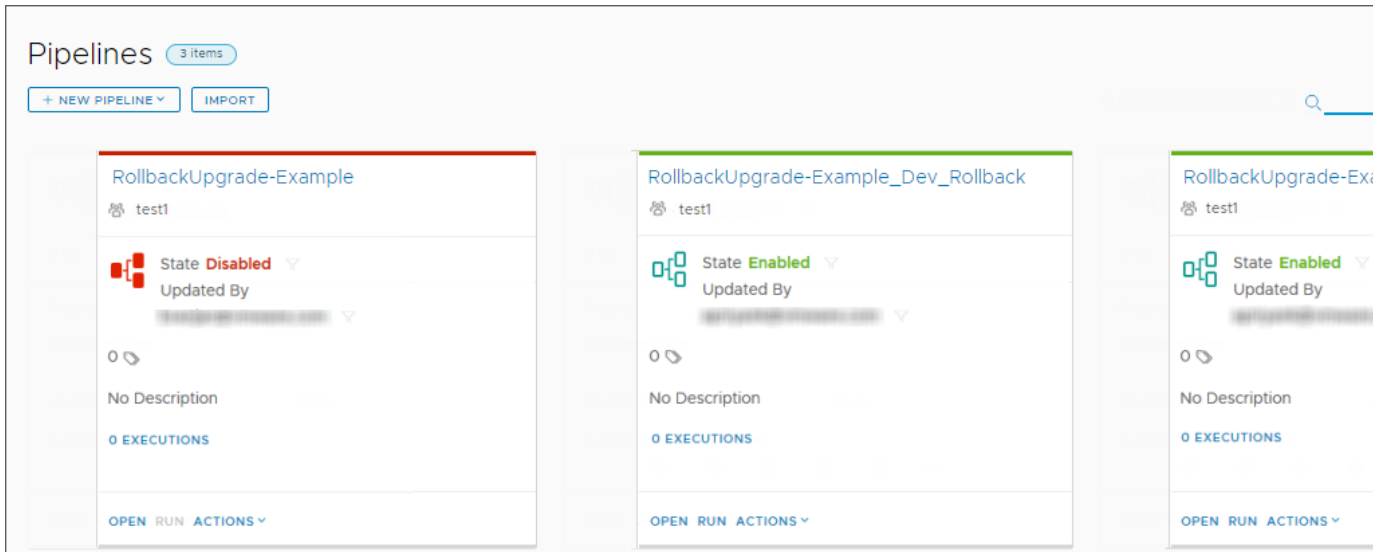 Pipelines 3 items
+ NEW PIPELINE IMPORT
RollbackUpgrade-Example
test1
State Disabled
Updated By
0
No Description
0 EXECUTIONS
OPEN RUN ACTIONS
RollbackUpgrade-Example_Dev_Rollback
test1
State Enabled
Updated By
0
No Description
0 EXECUTIONS
OPEN RUN ACTIONS
RollbackUpgrade-Exa
test1
State Enabled
Updated By
0
No Description
0 EXECUTIONS
OPEN RUN ACTIONS